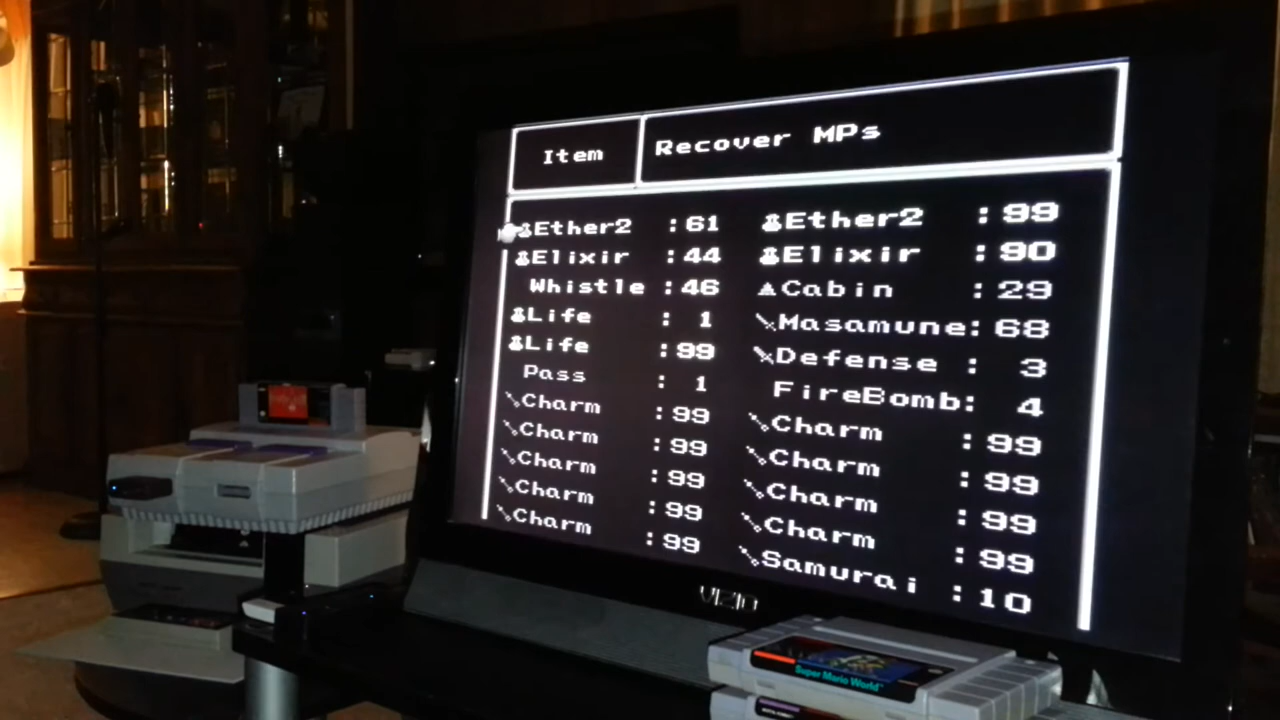 Item Recover MPs
Ether2 :61 Ether2 :99
Elixir :44 Elixir :90
Whistle :46 Cabin :29
Life : 1 Masamune: 68
Life :99 Defense : 3
Pass : 1 FireBomb: 4
Charm :99 Charm :99
Charm :99 Charm :99
Charm :99 Charm :99
Charm :99 Charm :99
Charm :99 Samurai :10
VIZIO
Super Mario World